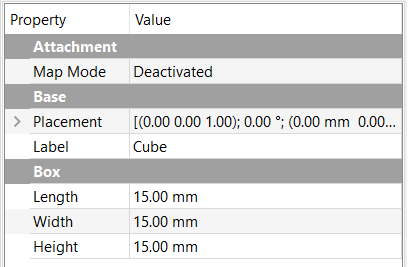 Property Value
Attachment
Map Mode Deactivated
Base
Placement [(0.00 0.00 1.00); 0.00 °; (0.00 mm 0.00...
Label Cube
Box
Length 15.00 mm
Width 15.00 mm
Height 15.00 mm